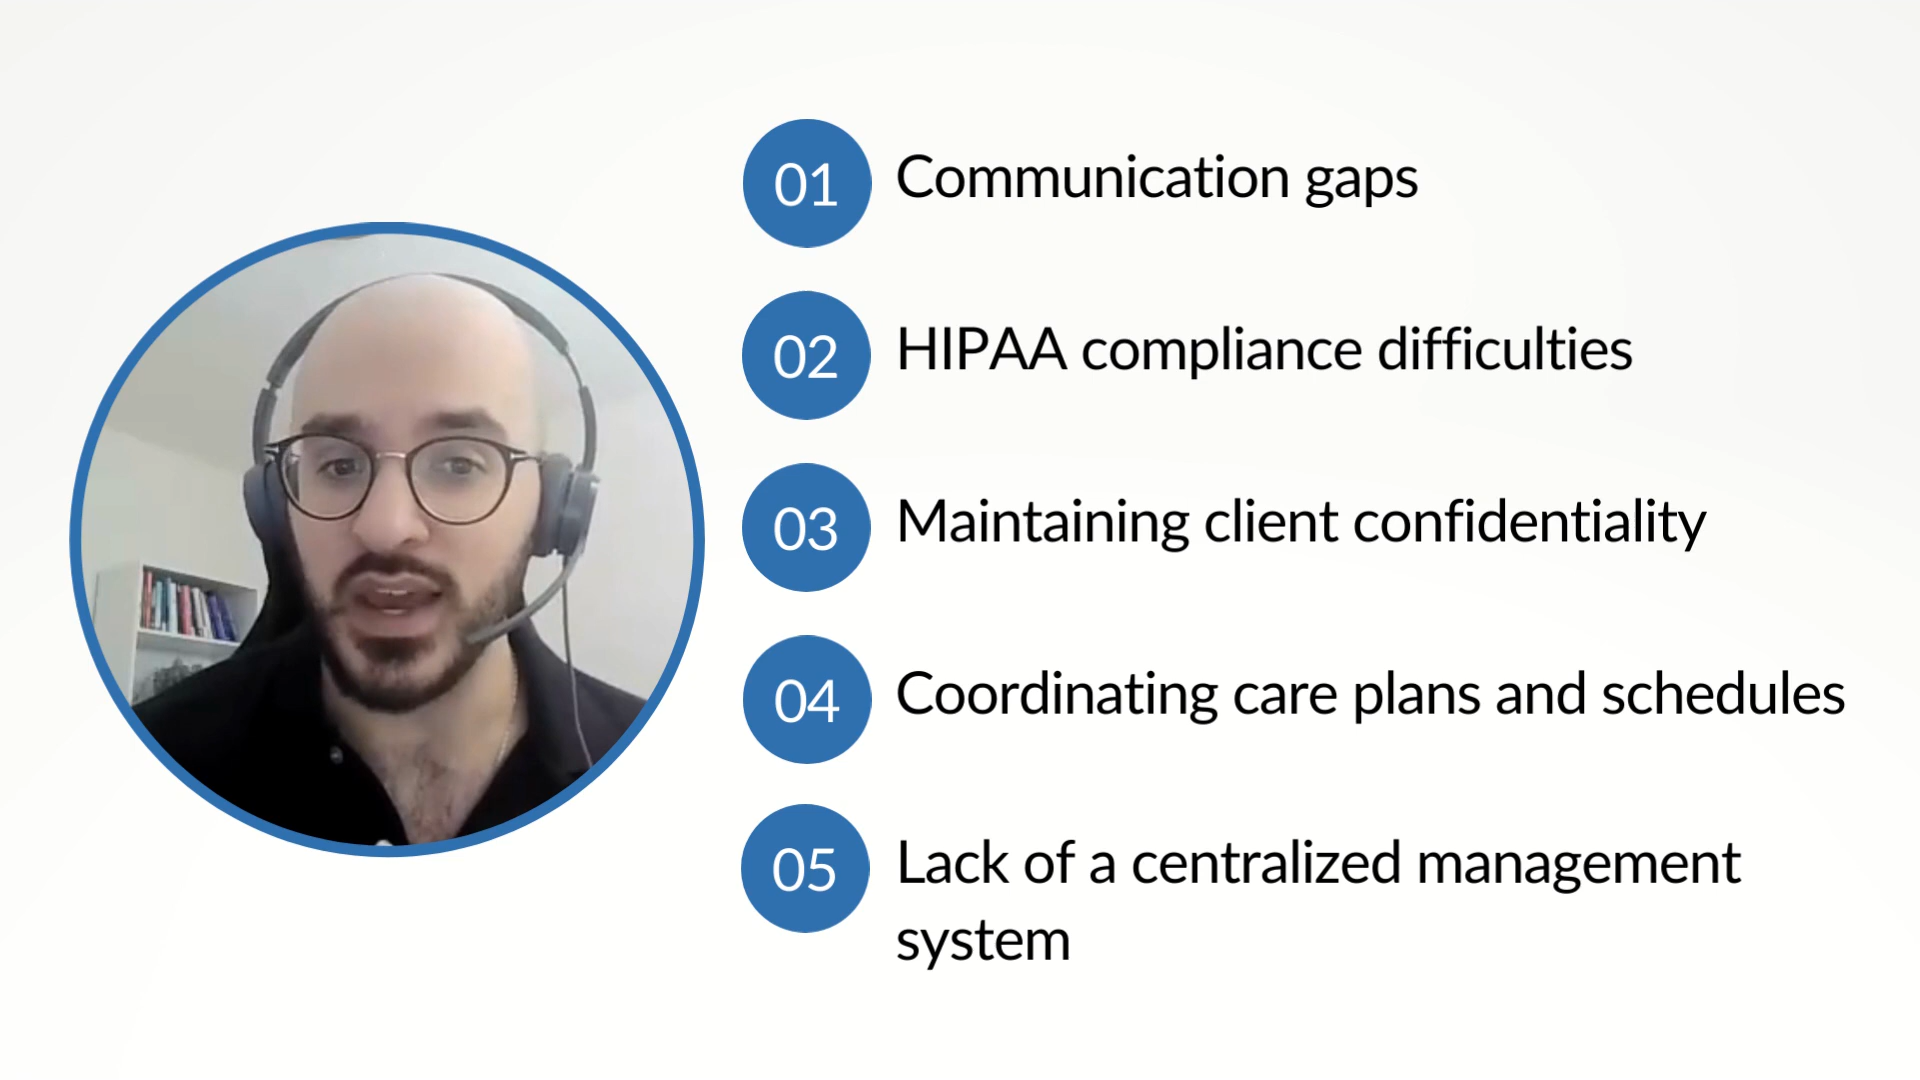 01 Communication gaps
02 HIPAA compliance difficulties
03 Maintaining client confidentiality
04 Coordinating care plans and schedules
05 Lack of a centralized management
system